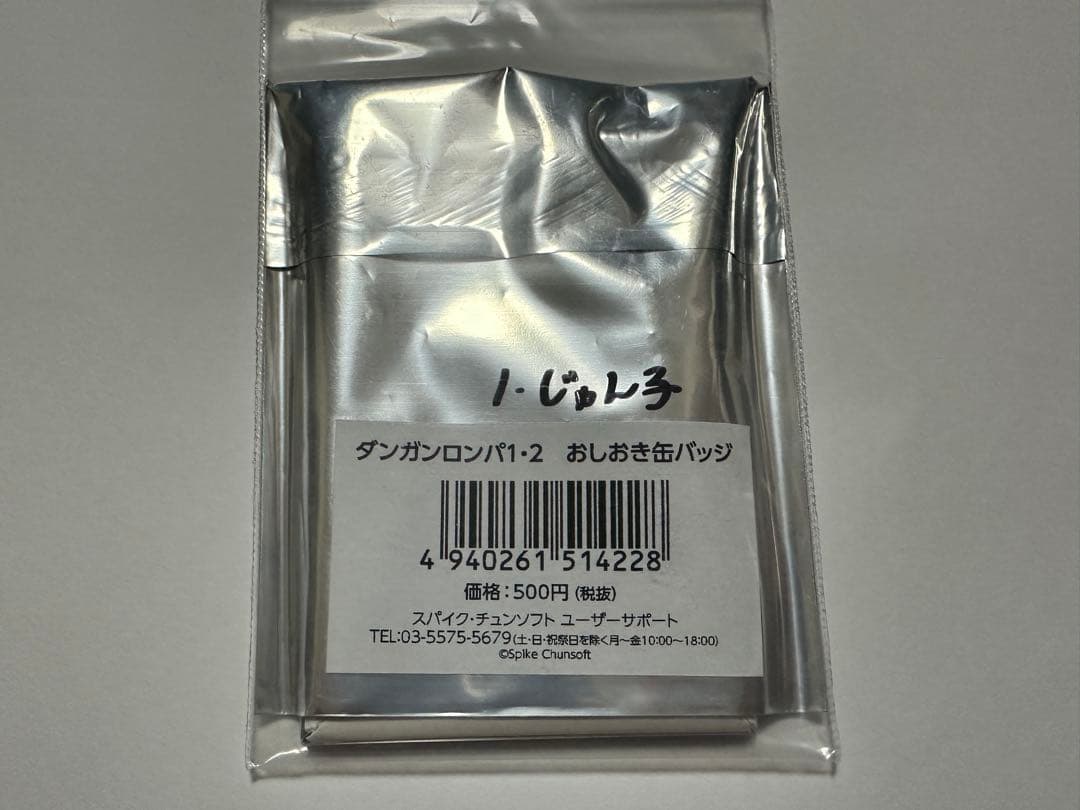 1-じゅん子
ダンガンロンパ1・2 おしおき缶バッジ
4 940261 514228
価格：500円（税抜）
スパイク・チュンソフト ユーザーサポート
TEL:03-5575-5679（土・日・祝祭日を除く月～金10:00～18:00）
©Spike Chunsoft